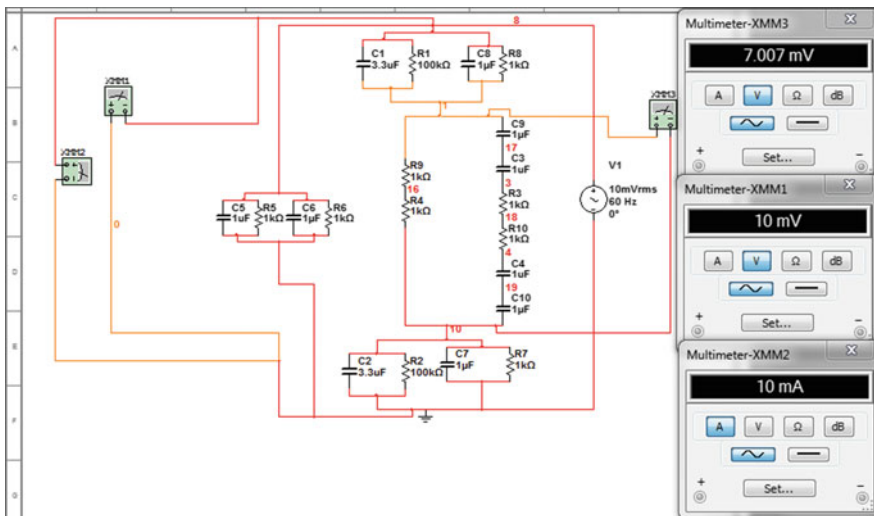 A
B
C
D
E
F
G
XMM1
XMM2
0
8
C1
3.3uF
R1
100kΩ
C8
1µF
R8
1kΩ
1
C9
1µF
17
C3
1uF
3
R3
1kΩ
18
R10
1kΩ
4
C4
1uF
19
C10
1µF
R9
1kΩ
16
R4
1kΩ
C5
1uF
R5
1kΩ
C6
1µF
R6
1kΩ
10
C2
3.3uF
R2
100kΩ
C7
1µF
R7
1kΩ
V1
10mVrms
60 Hz
0°
XMM3
Multimeter-XMM3
X
7.007 mV
A V Ω dB
+ Set... −
Multimeter-XMM1
X
10 mV
A V Ω dB
+ Set... −
Multimeter-XMM2
X
10 mA
A V Ω dB
+ Set... −